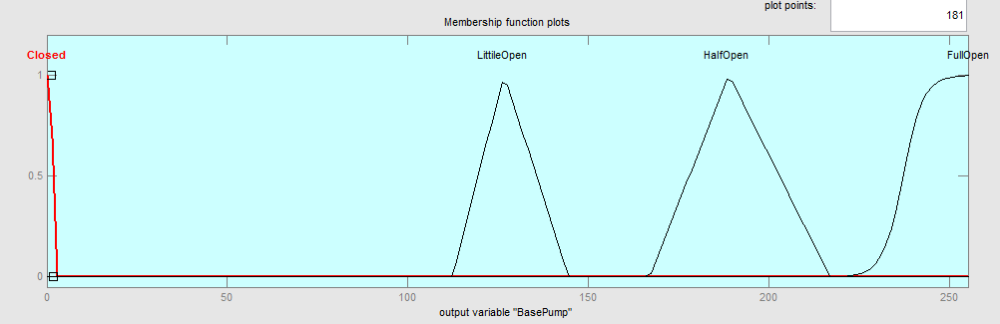 plot points:
181
Membership function plots
Closed LittileOpen HalfOpen FullOpen
1
0.5
0
0 50 100 150 200 250
output variable "BasePump"